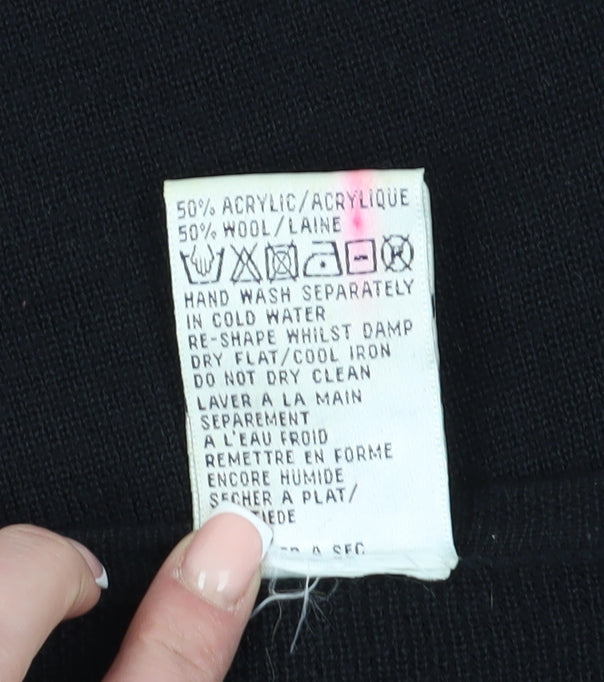 50% ACRYLIC/ACRYLIQUE
50% WOOL/LAINE
HAND WASH SEPARATELY
IN COLD WATER
RE-SHAPE WHILST DAMP
DRY FLAT/COOL IRON
DO NOT DRY CLEAN
LAVER A LA MAIN
SEPAREMENT
A L'EAU FROID
REMETTRE EN FORME
ENCORE HUMIDE
SECHER A PLAT/
A SEC